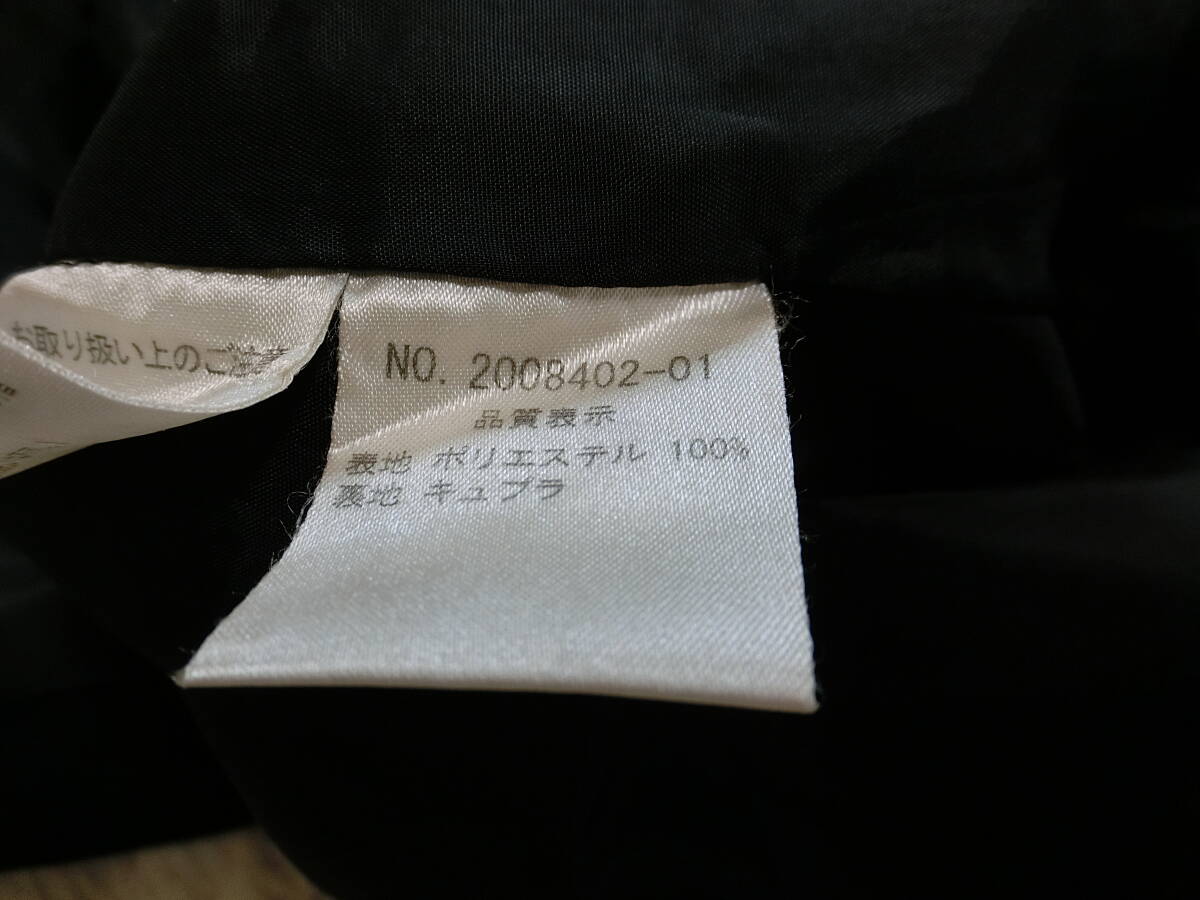 お取り扱い上のご注意
NO. 2008402-01
品質表示
表地 ポリエステル 100%
裏地 キュプラ